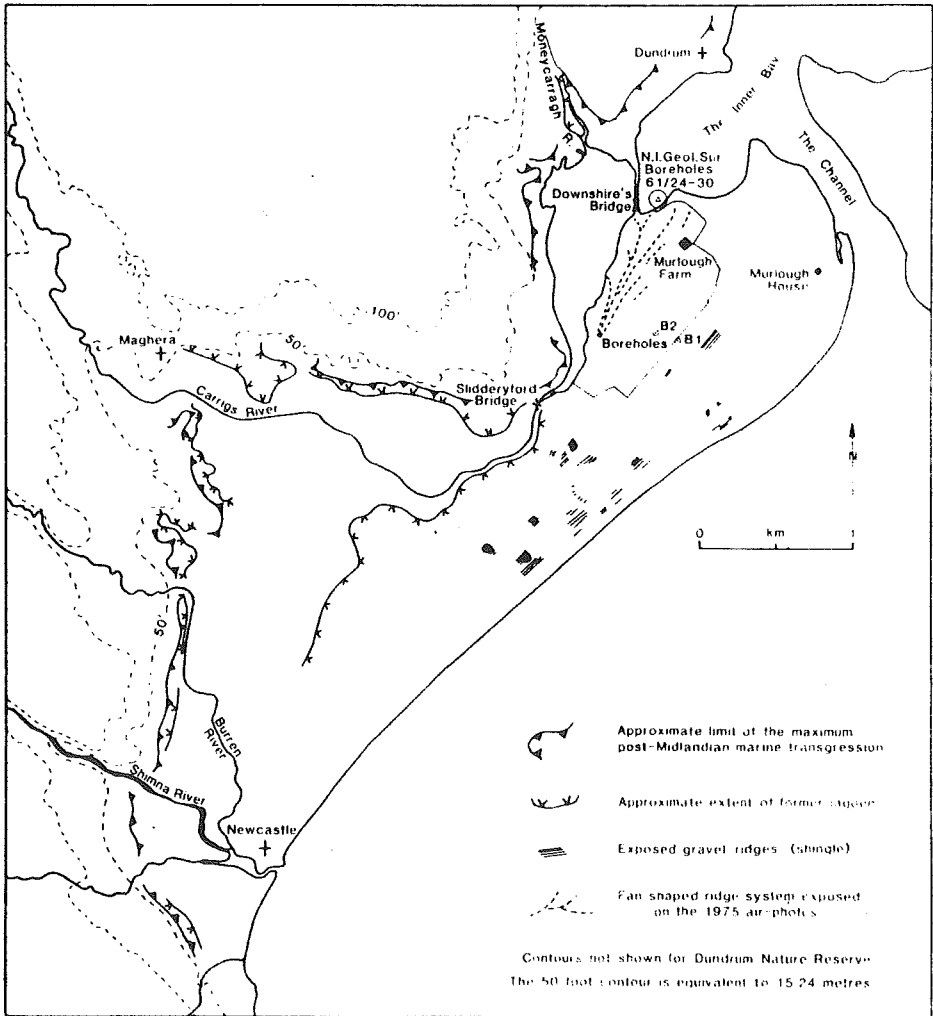 Moneycarragh
R.
Dundrum
The Inner Bay
The Channel
N.I.Geol.Sur
Boreholes
61/24-30
Downshire's
Bridge
Murlough
Farm
Murlough
House
100'
50'
Maghera
B2
B1
Boreholes
Slidderyford
Bridge
Carrigs River
N
0 km 1
50'
Burren
River
Shimna River
Newcastle
Approximate limit of the maximum
post-Midlandian marine transgression
Approximate extent of former lagoon
Exposed gravel ridges (shingle)
Fan shaped ridge system exposed
on the 1975 air-photos
Contours not shown for Dundrum Nature Reserve
The 50 foot contour is equivalent to 15.24 metres